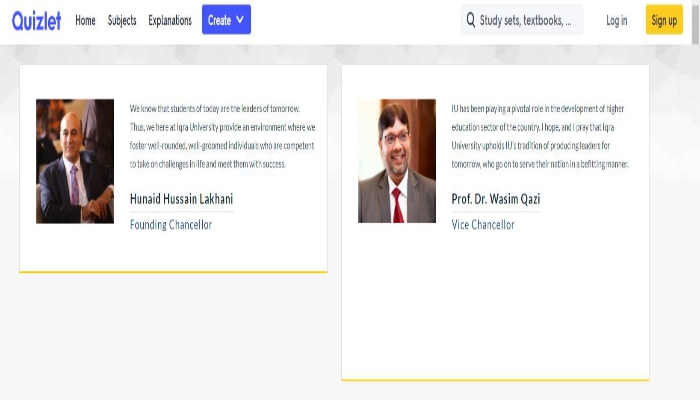 Quizlet Home Subjects Explanations Create Study sets, textbooks, ... Log in Sign up
We know that students of today are the leaders of tomorrow.
Thus, we here at Iqra University provide an environment where we
foster well-rounded, well-groomed individuals who are competent
to take on challenges in life and meet them with success.
Hunaid Hussain Lakhani
Founding Chancellor
IU has been playing a pivotal role in the development of higher
education sector of the country. I hope, and I pray that Iqra
University upholds IU's tradition of producing leaders for
tomorrow, who go on to serve their nation in a befitting manner.
Prof. Dr. Wasim Qazi
Vice Chancellor